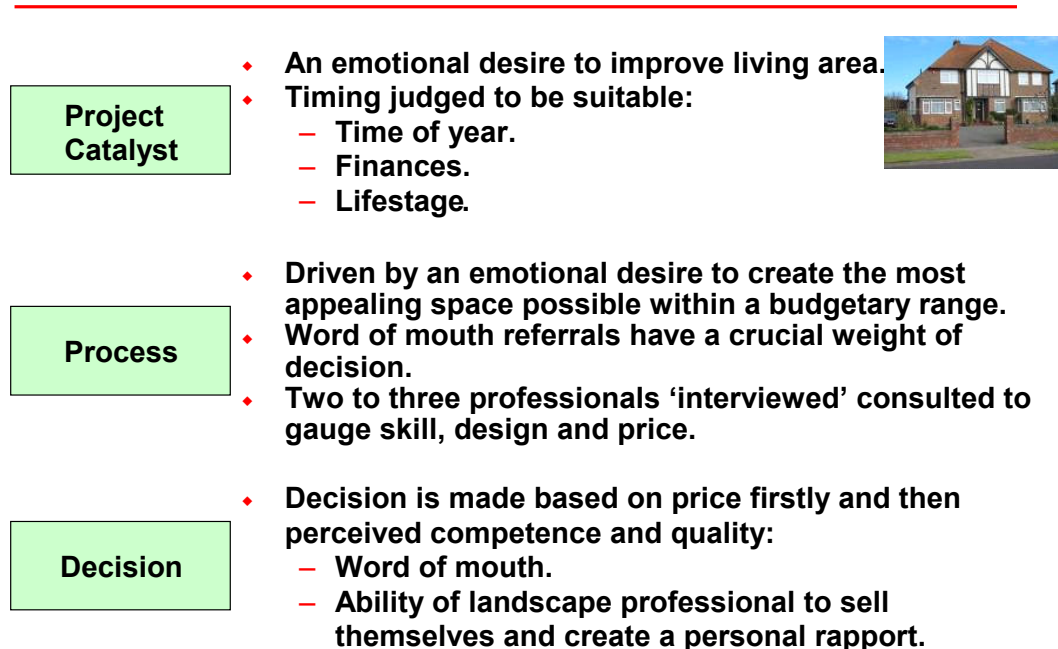 Project
Catalyst
◆ An emotional desire to improve living area.
◆ Timing judged to be suitable:
– Time of year.
– Finances.
– Lifestage.
Process
◆ Driven by an emotional desire to create the most
appealing space possible within a budgetary range.
◆ Word of mouth referrals have a crucial weight of
decision.
◆ Two to three professionals ‘interviewed’ consulted to
gauge skill, design and price.
Decision
◆ Decision is made based on price firstly and then
perceived competence and quality:
– Word of mouth.
– Ability of landscape professional to sell
themselves and create a personal rapport.